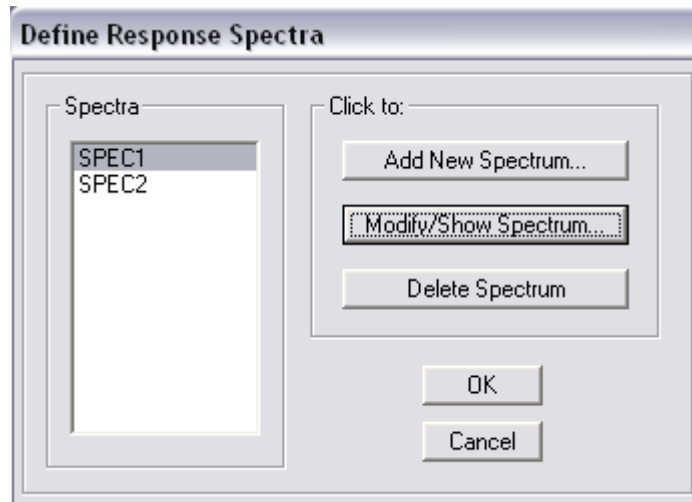 Define Response Spectra
Spectra
SPEC1
SPEC2
Click to:
Add New Spectrum...
Modify/Show Spectrum...
Delete Spectrum
OK
Cancel